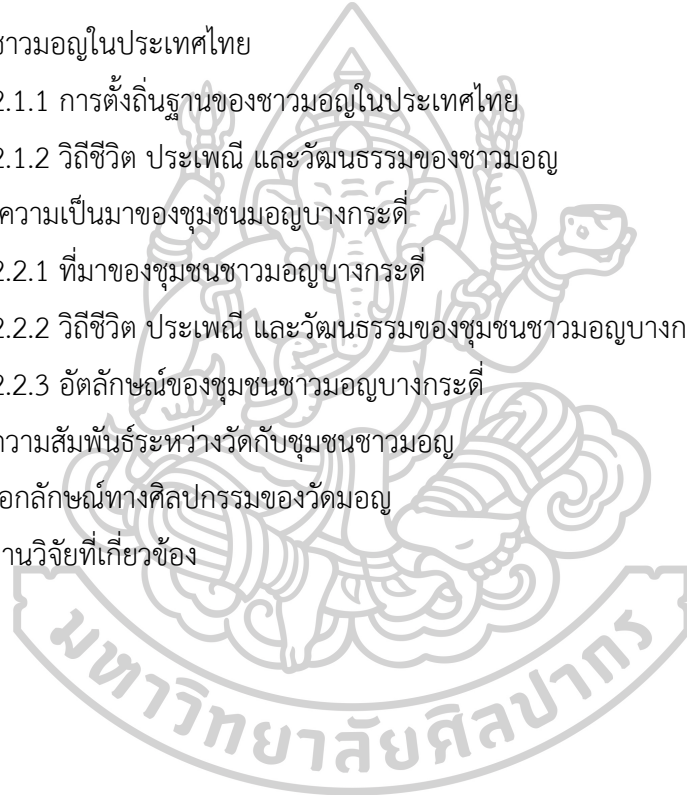 ชาวมอญในประเทศไทย
2.1.1 การตั้งถิ่นฐานของชาวมอญในประเทศไทย
2.1.2 วิถีชีวิต ประเพณี และวัฒนธรรมของชาวมอญ
ความเป็นมาของชุมชนมอญบางกระดี่
2.2.1 ที่มาของชุมชนชาวมอญบางกระดี่
2.2.2 วิถีชีวิต ประเพณี และวัฒนธรรมของชุมชนชาวมอญบางก
2.2.3 อัตลักษณ์ของชุมชนชาวมอญบางกระดี่
ความสัมพันธ์ระหว่างวัดกับชุมชนชาวมอญ
อกลักษณ์ทางศิลปกรรมของวัดมอญ
านวิจัยที่เกี่ยวข้อง
มหาวิทยาลัยศิลปากร